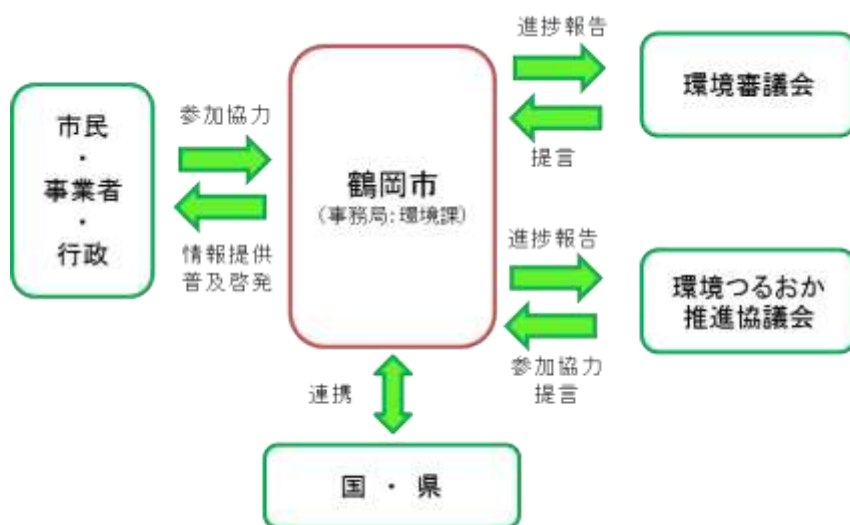 市民
・
事業者
・
行政
参加協力
情報提供
普及啓発
鶴岡市
（事務局：環境課）
進捗報告
提言
環境審議会
進捗報告
参加協力
提言
環境つるおか
推進協議会
連携
国 ・ 県